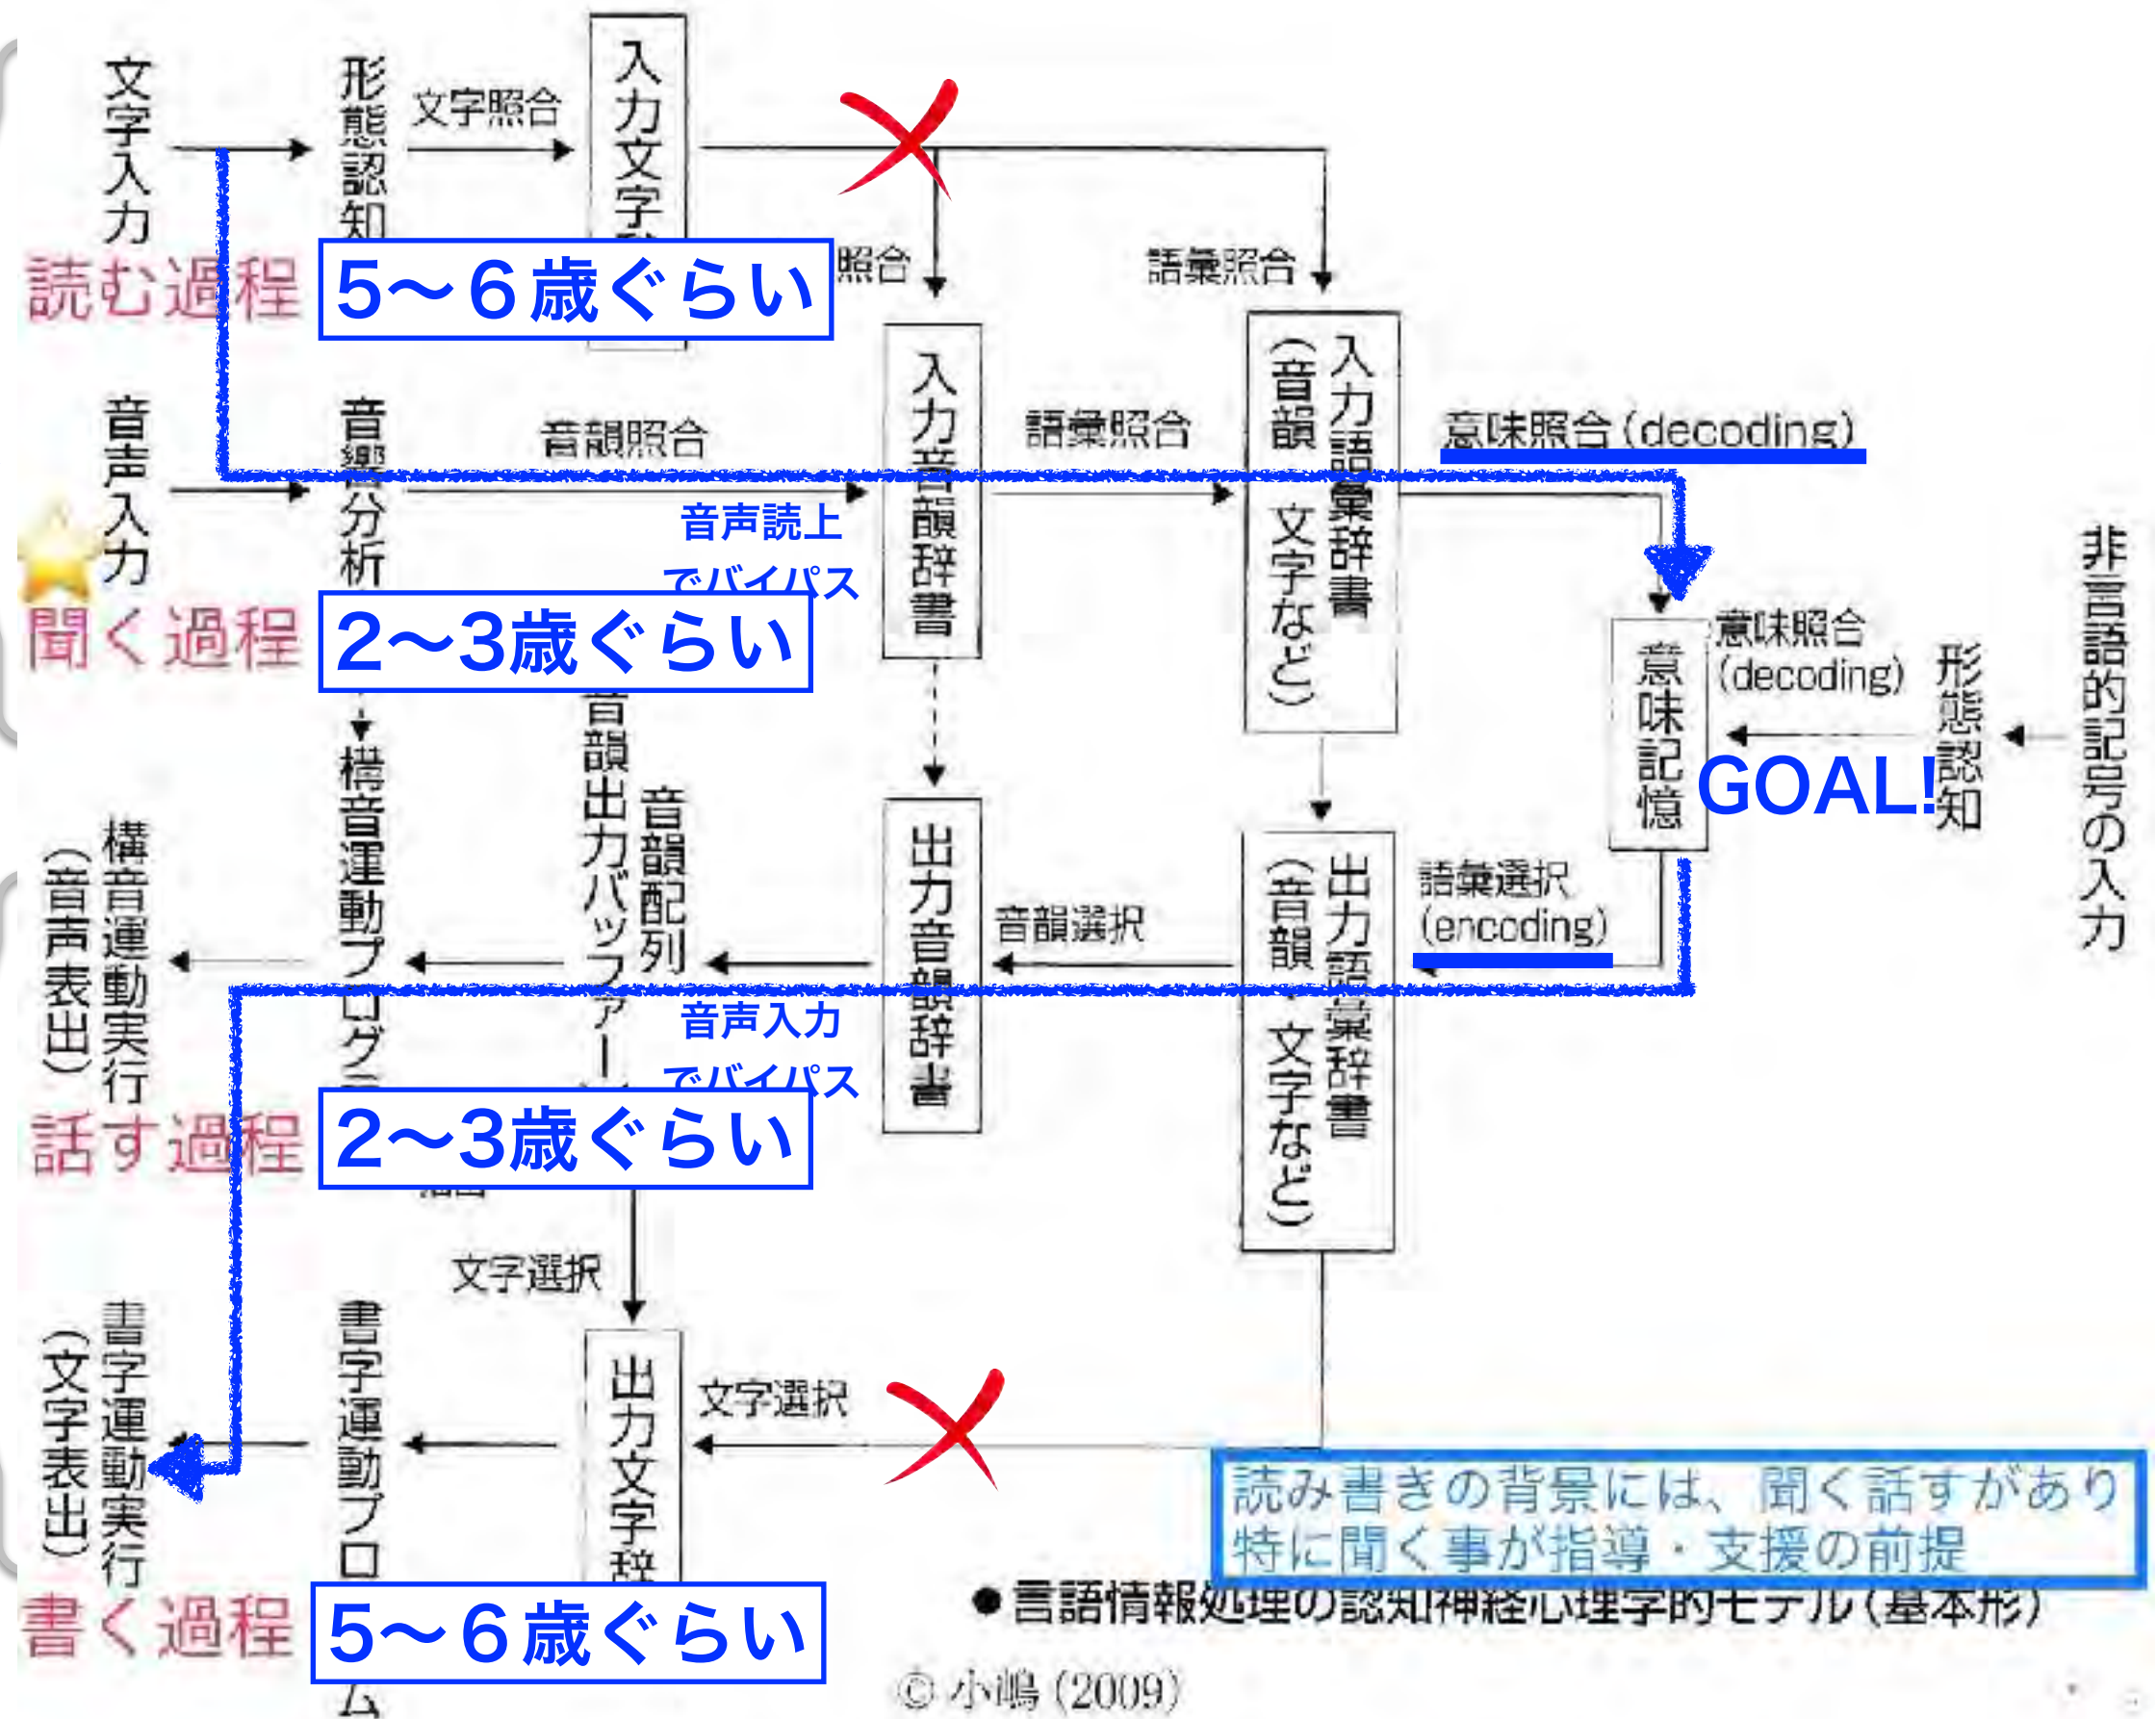 文字入力
形態認知
文字照合
入力文字
読む過程
5〜6歳ぐらい
照合
語彙照合
音声入力
音響分析
音韻照合
入力音韻辞書
語彙照合
入力語彙辞書
(音韻 文字など)
意味照合(decoding)
音声読上
でバイパス
聞く過程
2〜3歳ぐらい
意味記憶
意味照合
(decoding)
形態認知
非言語的記号の入力
GOAL!
構音運動実行
(音声表出)
構音運動プログラ
音韻出力バッファー
音韻配列
出力音韻辞書
音韻選択
出力語彙辞書
(音韻・文字など)
語彙選択
(encoding)
音声入力
でバイパス
話す過程
2〜3歳ぐらい
文字選択
書字運動実行
(文字表出)
書字運動プロ
ム
出力文字辞
文字選択
書く過程
5〜6歳ぐらい
読み書きの背景には、聞く話すがあり
特に聞く事が指導・支援の前提
●言語情報処理の認知神経心理学的モデル(基本形)
© 小嶋 (2009)